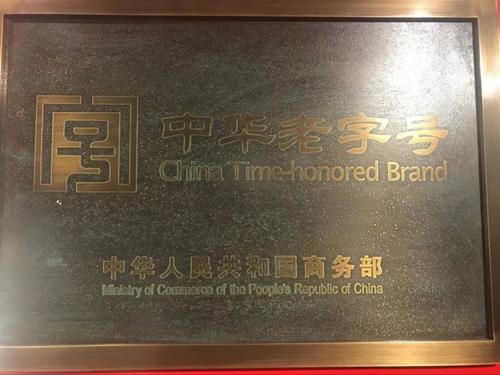 中华老字号
China Time-honored Brand
中华人民共和国商务部
Ministry of Commerce of the People's Republic of China